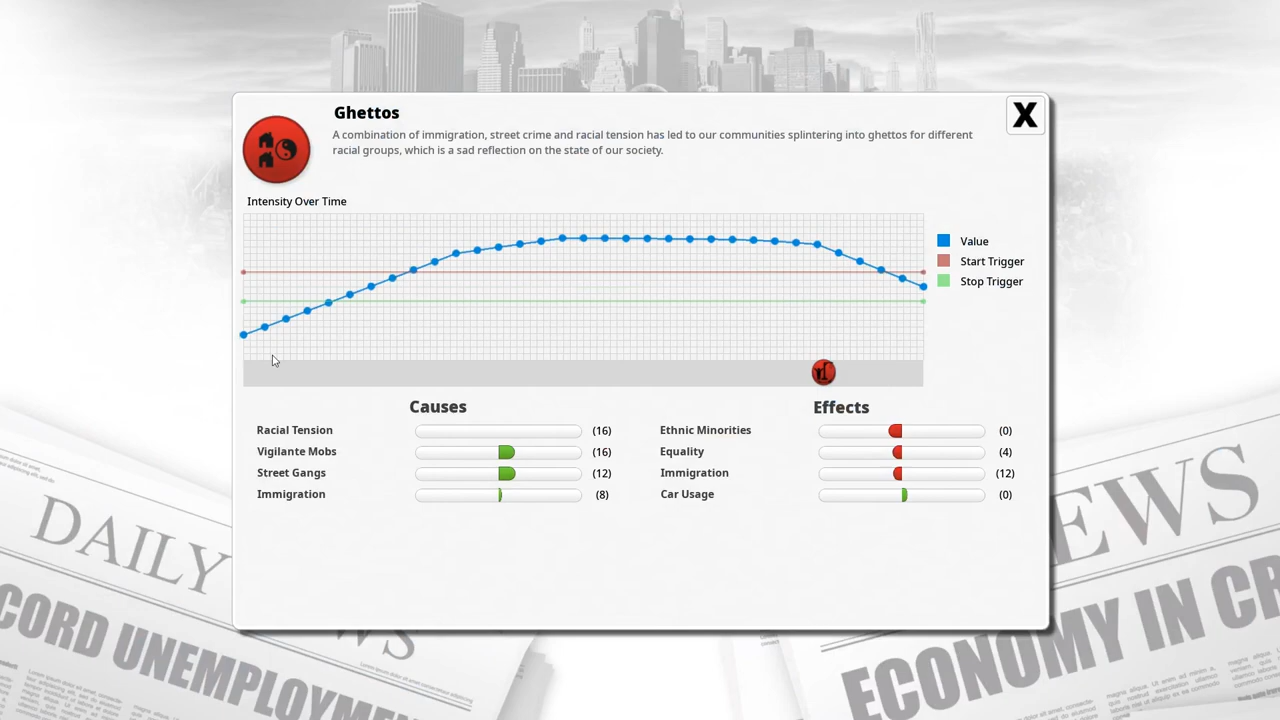 Ghettos
X
A combination of immigration, street crime and racial tension has led to our communities splintering into ghettos for different
racial groups, which is a sad reflection on the state of our society.
Intensity Over Time
Value
Start Trigger
Stop Trigger
Causes
Racial Tension (16)
Vigilante Mobs (16)
Street Gangs (12)
Immigration (8)
Effects
Ethnic Minorities (0)
Equality (4)
Immigration (12)
Car Usage (0)
DAILY
WS
CORD UNEMPLOYME
EWS
ECONOMY IN CR